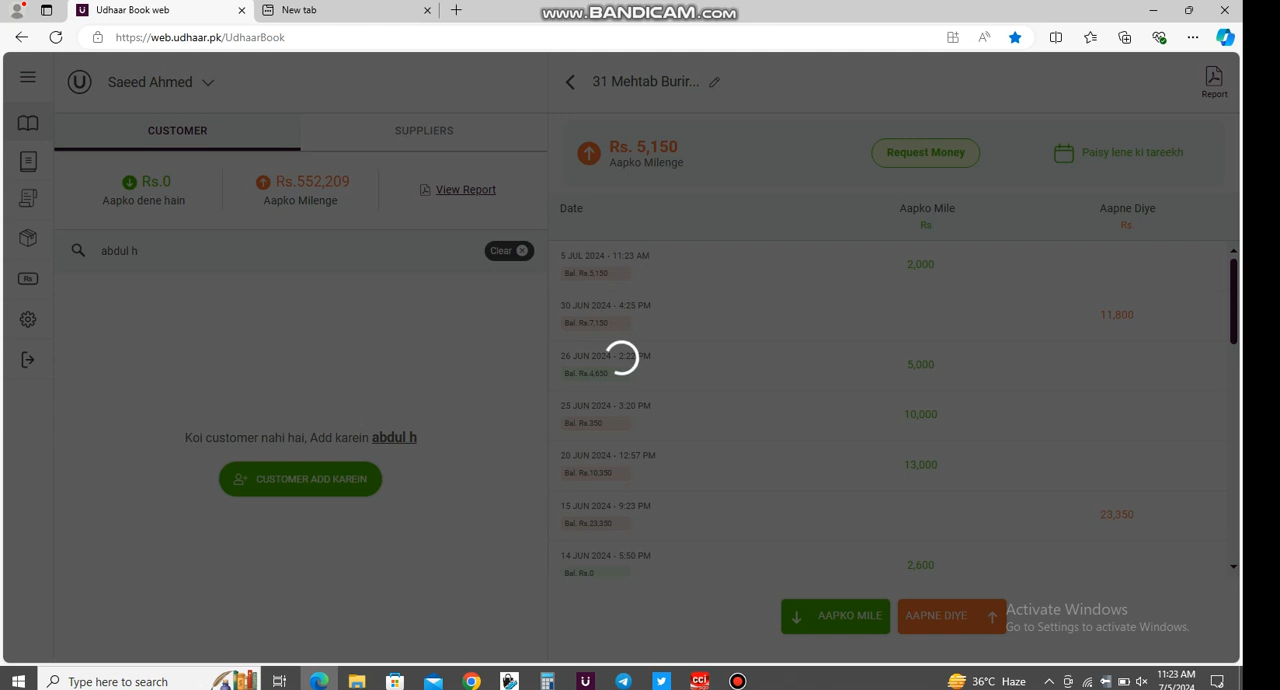 Udhaar Book web
New tab
www.BANDICAM.com
https://web.udhaar.pk/UdhaarBook
Saeed Ahmed
31 Mehtab Burir...
Report
CUSTOMER
SUPPLIERS
Rs. 5,150
Aapko Milenge
Request Money
Paisy lene ki tareekh
Rs.0
Aapko dene hain
Rs.552,209
Aapko Milenge
View Report
Date
Aapko Mile
Rs
Aapne Diye
Rs
abdul h
Clear
5 JUL 2024 - 11:23 AM
Bal. Rs.5,150
2,000
30 JUN 2024 - 4:25 PM
Bal. Rs.7,150
11,800
26 JUN 2024 - 2:22 PM
Bal. Rs.4,650
5,000
25 JUN 2024 - 3:20 PM
Bal. Rs.350
10,000
20 JUN 2024 - 12:57 PM
Bal. Rs.10,350
13,000
15 JUN 2024 - 9:23 PM
Bal. Rs.23,350
23,350
14 JUN 2024 - 5:50 PM
Bal. Rs.0
2,600
Koi customer nahi hai, Add karein abdul h
CUSTOMER ADD KAREIN
AAPKO MILE
AAPNE DIYE
Activate Windows
Go to Settings to activate Windows.
Type here to search
CCI
36°C Haze
11:23 AM
7/5/2024